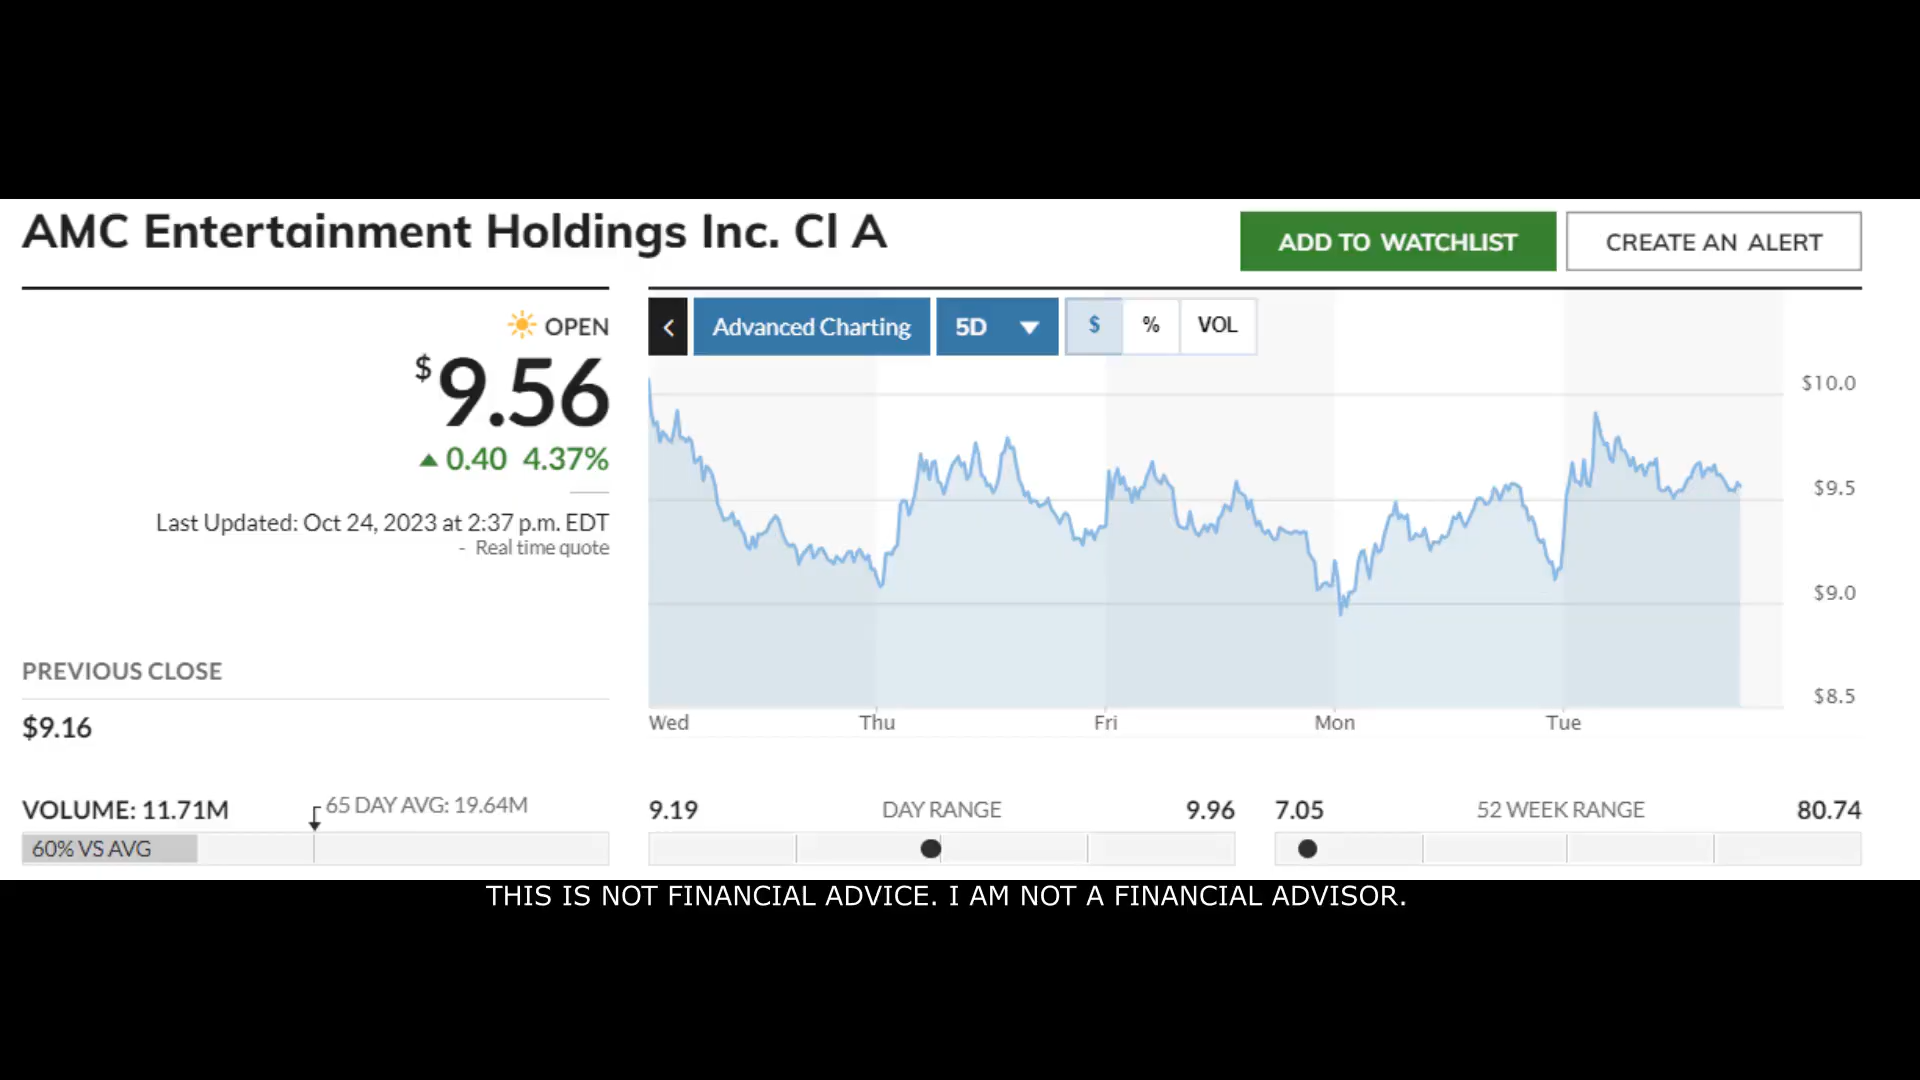 AMC Entertainment Holdings Inc. Cl A
ADD TO WATCHLIST
CREATE AN ALERT
OPEN
$9.56
▲ 0.40 4.37%
Last Updated: Oct 24, 2023 at 2:37 p.m. EDT
- Real time quote
PREVIOUS CLOSE
$9.16
VOLUME: 11.71M
65 DAY AVG: 19.64M
60% VS AVG
< Advanced Charting 5D ▼ $ % VOL
$10.0
$9.5
$9.0
$8.5
Wed Thu Fri Mon Tue
9.19 DAY RANGE 9.96
7.05 52 WEEK RANGE 80.74
THIS IS NOT FINANCIAL ADVICE. I AM NOT A FINANCIAL ADVISOR.